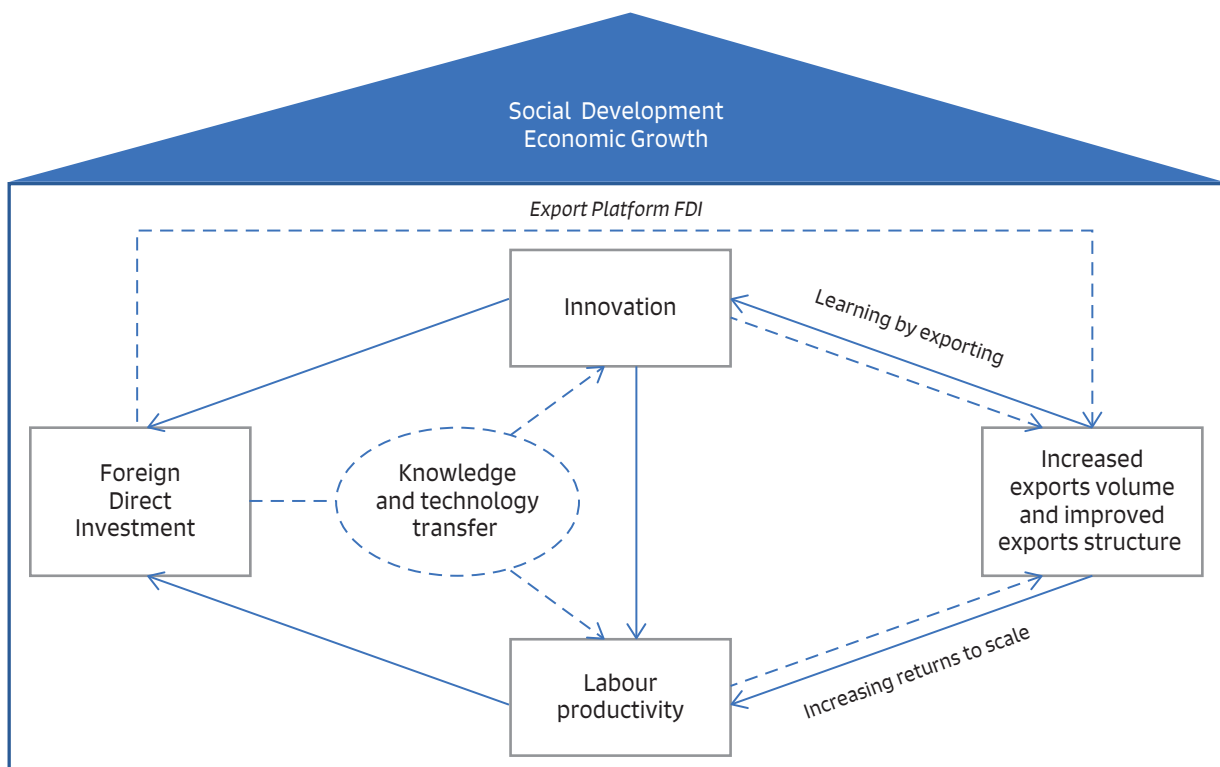 Social Development
Economic Growth
Export Platform FDI
Innovation
Learning by exporting
Foreign
Direct
Investment
Knowledge
and technology
transfer
Increased
exports volume
and improved
exports structure
Labour
productivity
Increasing returns to scale